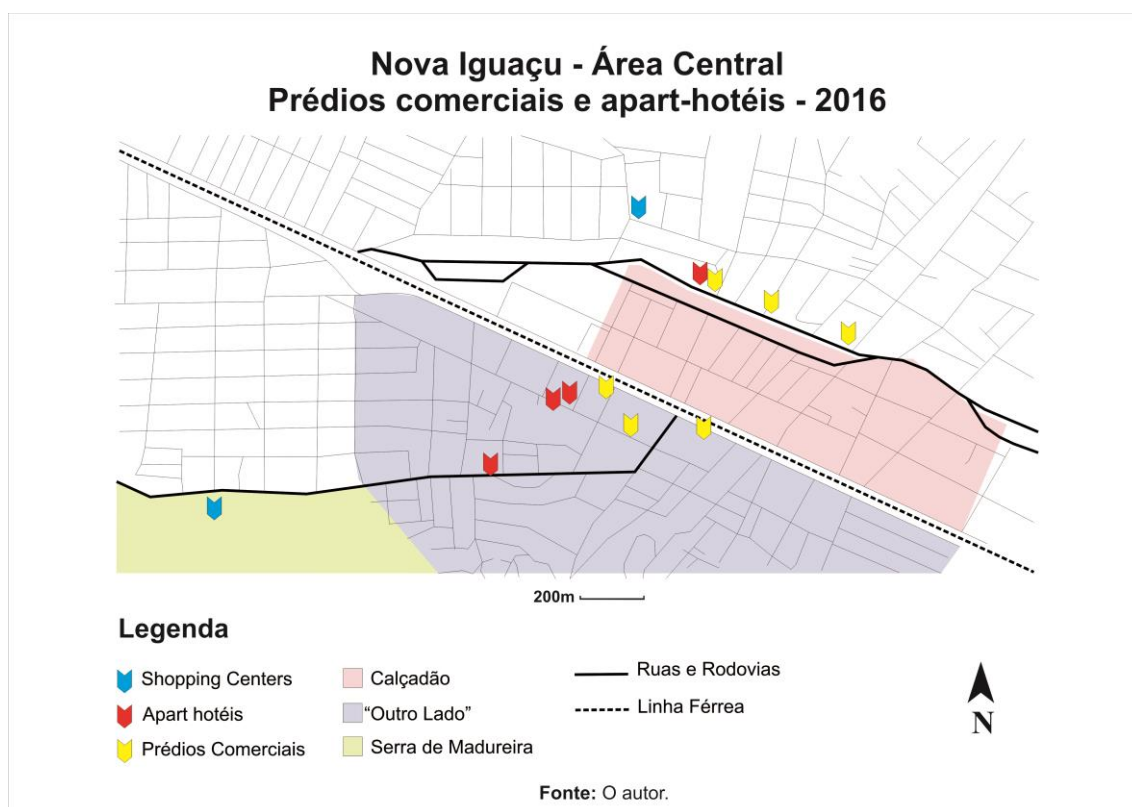 Nova Iguaçu - Área Central
Prédios comerciais e apart-hotéis - 2016
200m
Legenda
Shopping Centers
Apart hotéis
Prédios Comerciais
Calçadão
“Outro Lado”
Serra de Madureira
Ruas e Rodovias
Linha Férrea
N
Fonte: O autor.